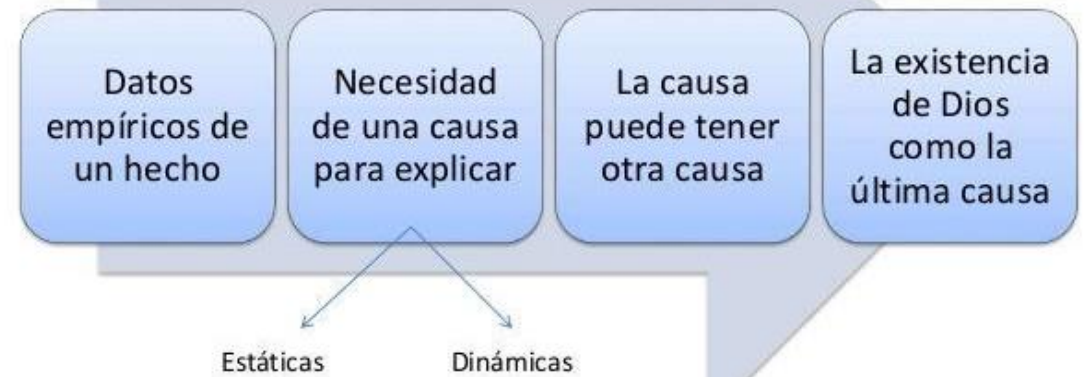 Datos
empíricos de
un hecho
Necesidad
de una causa
para explicar
La causa
puede tener
otra causa
La existencia
de Dios
como la
última causa
Estáticas
Dinámicas